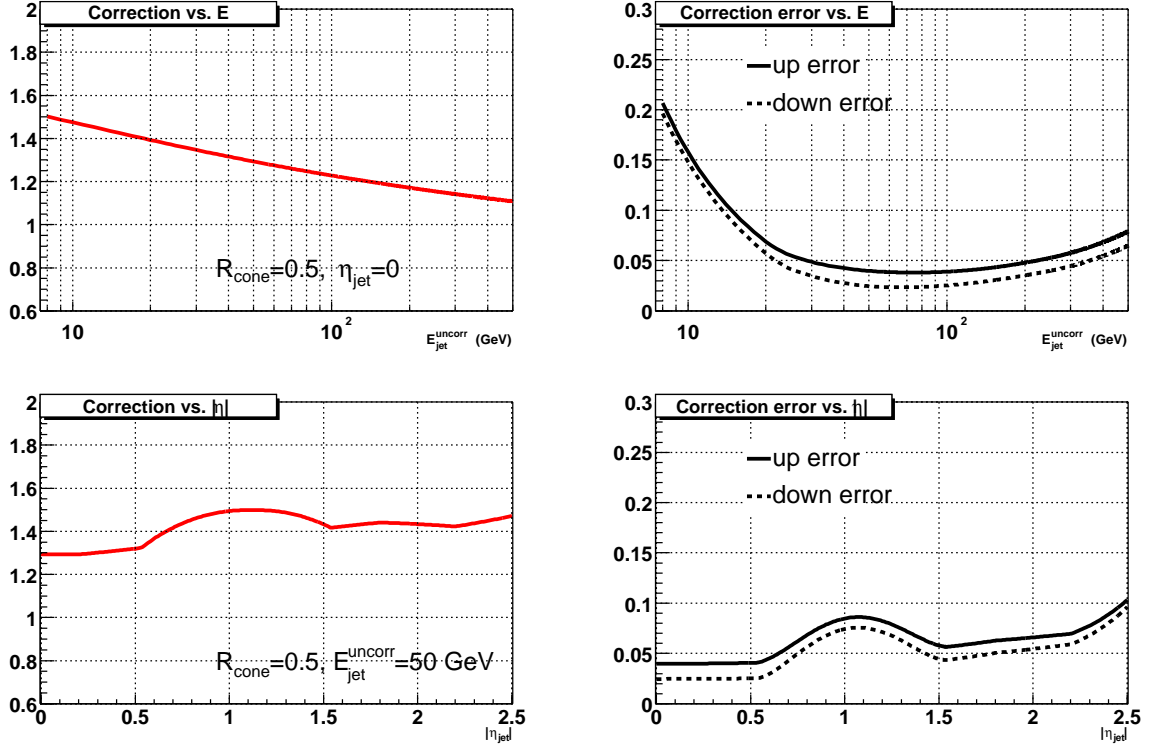 Correction vs. E
2
1.8
1.6
1.4
1.2
1
0.8
0.6
R_cone=0.5, η_jet=0
10
10²
E_jet^uncorr (GeV)
Correction error vs. E
0.3
0.25
0.2
0.15
0.1
0.05
0
up error
down error
10
10²
E_jet^uncorr (GeV)
Correction vs. |η|
2
1.8
1.6
1.4
1.2
1
0.8
0.6
R_cone=0.5, E_jet^uncorr=50 GeV
0 0.5 1 1.5 2 2.5
|η_jet|
Correction error vs. |η|
0.3
0.25
0.2
0.15
0.1
0.05
0
up error
down error
0 0.5 1 1.5 2 2.5
|η_jet|